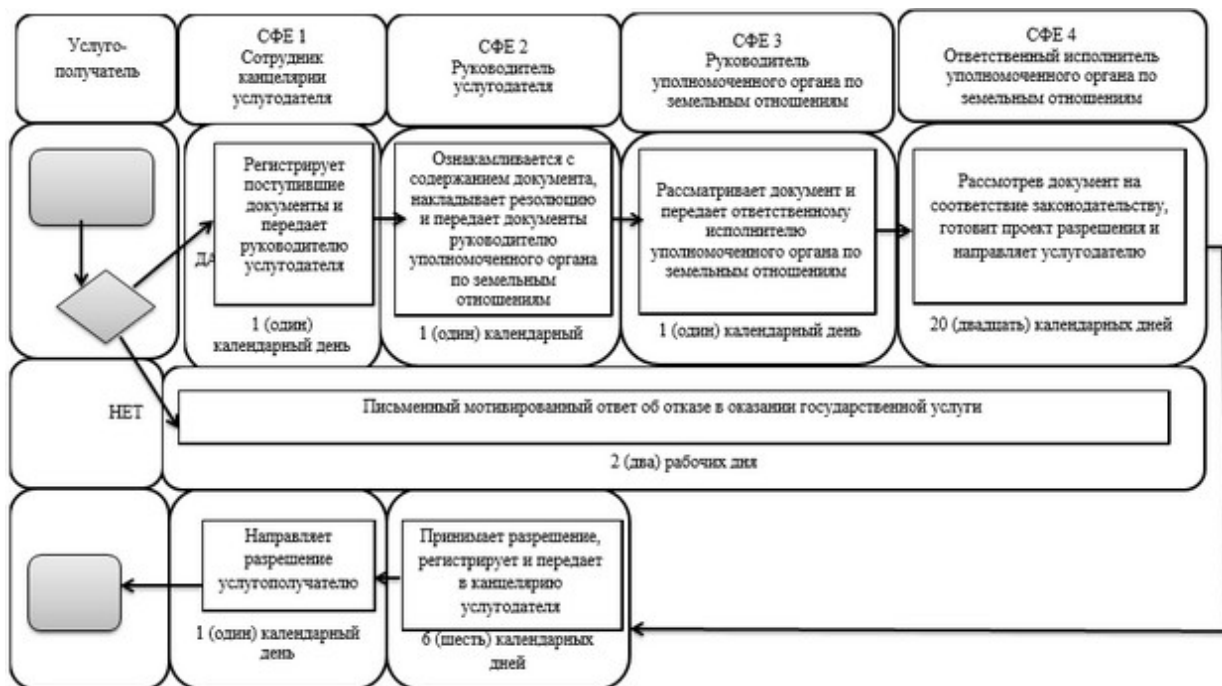 Услуго-
получатель
СФЕ 1
Сотрудник
канцелярии
услугодателя
СФЕ 2
Руководитель
услугодателя
СФЕ 3
Руководитель
уполномоченного органа по
земельным отношениям
СФЕ 4
Ответственный исполнитель
уполномоченного органа по
земельным отношениям
ДА
Регистрирует
поступившие
документы и
передает
руководителю
услугодателя
1 (один)
календарный день
Ознакамливается с
содержанием документа,
накладывает резолюцию
и передает документы
руководителю
уполномоченного органа
по земельным
отношениям
1 (один) календарный
Рассматривает документ и
передает ответственному
исполнителю
уполномоченного органа по
земельным отношениям
1 (один) календарный день
Рассмотрев документ на
соответствие законодательству,
готовит проект разрешения и
направляет услугодателю
20 (двадцать) календарных дней
НЕТ
Письменный мотивированный ответ об отказе в оказании государственной услуги
2 (два) рабочих дня
Направляет
разрешение
услугополучателю
1 (один) календарный
день
Принимает разрешение,
регистрирует и передает
в канцелярию
услугодателя
6 (шесть) календарных
дней